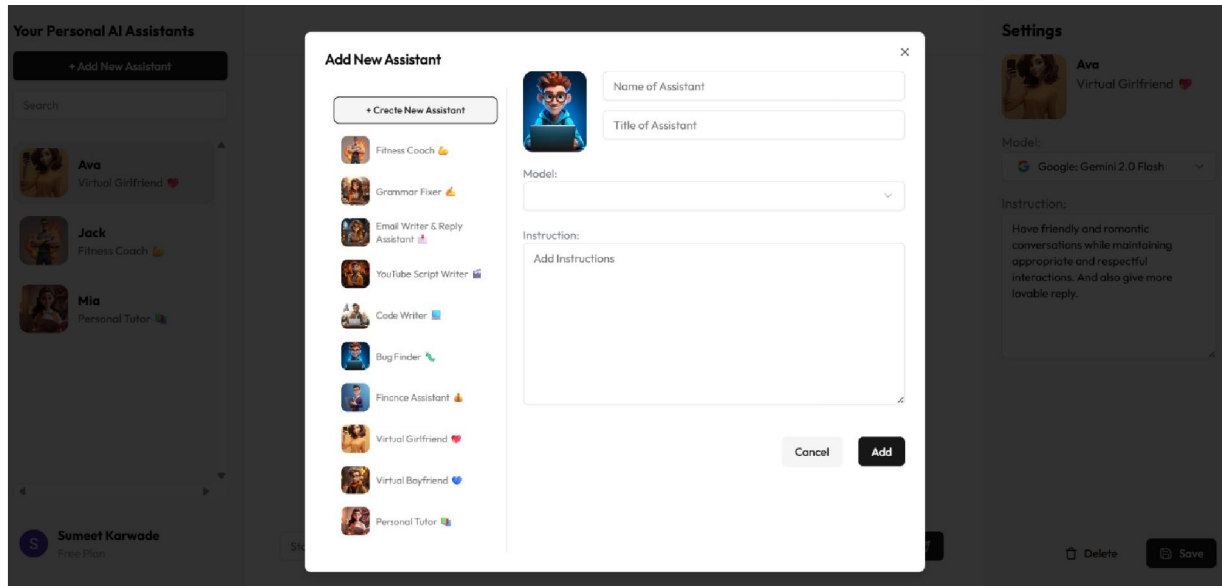 Your Personal AI Assistants
+ Add New Assistant
Search
Ava
Virtual Girlfriend
Jack
Fitness Coach
Mia
Personal Tutor
S
Sumeet Karwade
Free Plan
Add New Assistant
+ Create New Assistant
Fitness Coach
Grammar Fixer
Email Writer & Reply
Assistant
YouTube Script Writer
Code Writer
Bug Finder
Finance Assistant
Virtual Girlfriend
Virtual Boyfriend
Personal Tutor
Name of Assistant
Title of Assistant
Model:
Instruction:
Add Instructions
Cancel
Add
Settings
Ava
Virtual Girlfriend
Model:
Google: Gemini 2.0 Flash
Instruction:
Have friendly and romantic
conversations while maintaining
appropriate and respectful
interactions. And also give more
lovable reply.
Delete
Save